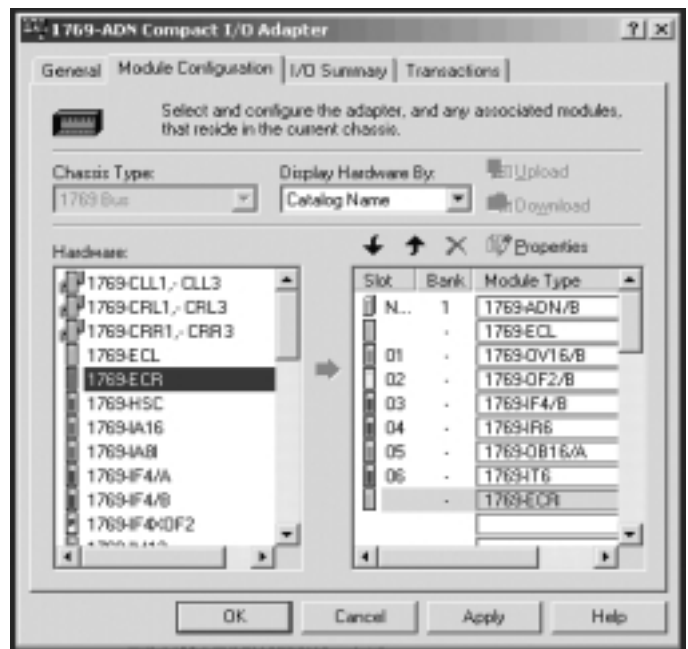 1769-ADN Compact I/O Adapter
General Module Configuration I/O Summary Transactions
Select and configure the adapter, and any associated modules,
that reside in the current chassis.
Chassis Type:
1769 Bus
Display Hardware By:
Catalog Name
Upload
Download
Hardware:
1769-CLL1,- CLL3
1769-CRL1,- CRL3
1769-CRR1,- CRR3
1769-ECL
1769-ECR
1769-HSC
1769-IA16
1769-IA8I
1769-IF4/A
1769-IF4/B
1769-IF4XOF2
Properties
Slot Bank Module Type
N... 1 1769-ADN/B
- 1769-ECL
01 - 1769-OV16/B
02 - 1769-OF2/B
03 - 1769-IF4/B
04 - 1769-IR6
05 - 1769-OB16/A
06 - 1769-IT6
- 1769-ECR
OK Cancel Apply Help